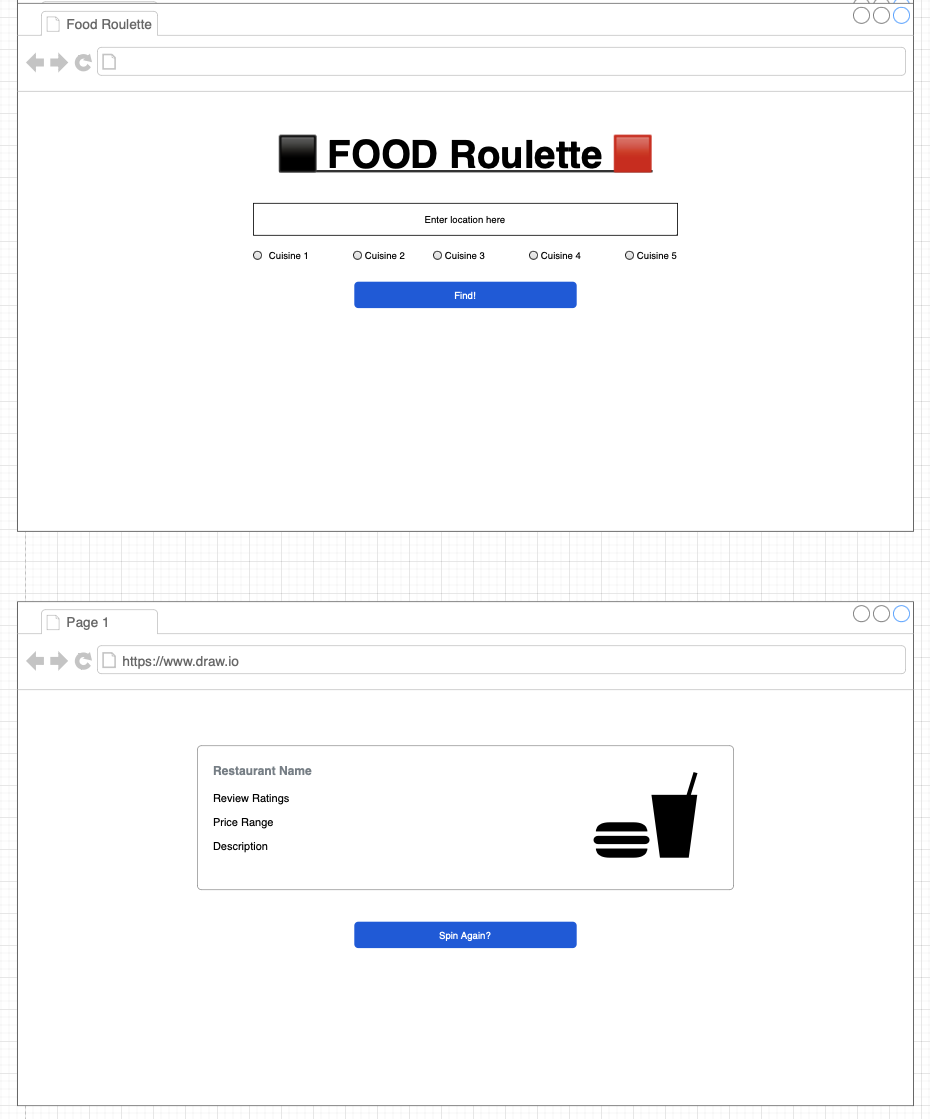 Food Roulette
FOOD Roulette
Enter location here
Cuisine 1 Cuisine 2 Cuisine 3 Cuisine 4 Cuisine 5
Find!
Page 1
https://www.draw.io
Restaurant Name
Review Ratings
Price Range
Description
Spin Again?